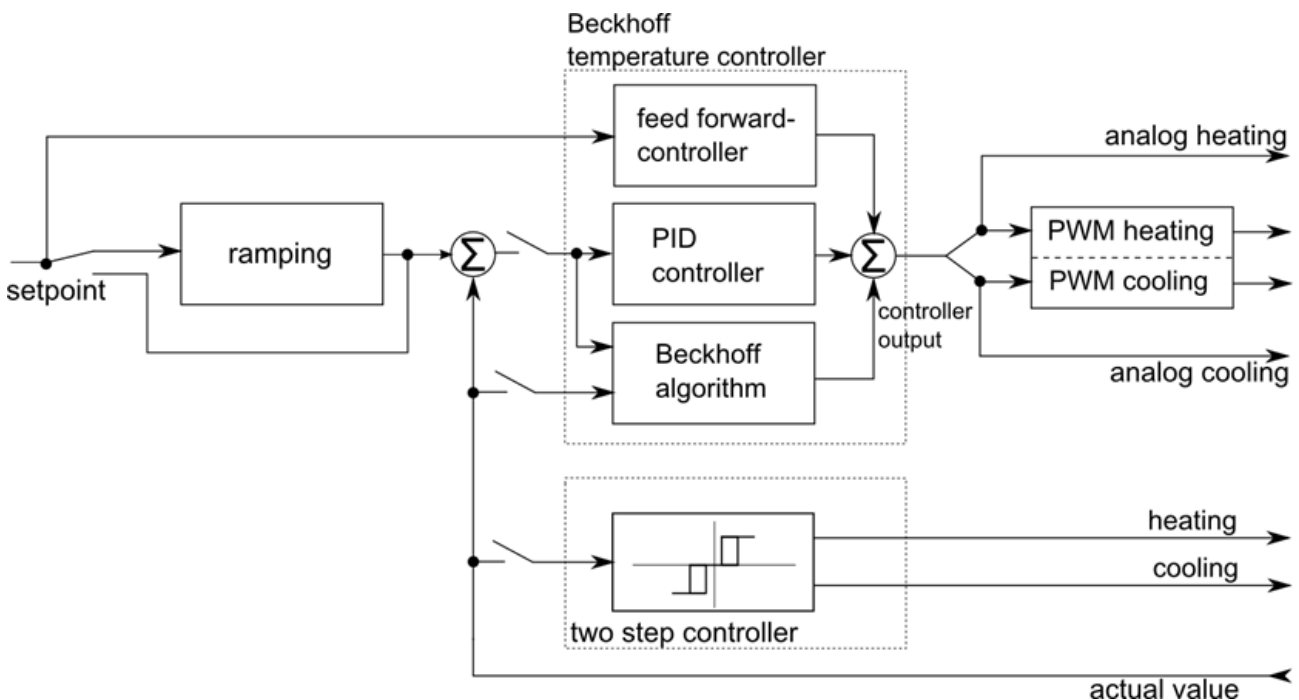 Beckhoff
temperature controller
feed forward-
controller
analog heating
ramping
Σ
PID
controller
Σ
PWM heating
PWM cooling
setpoint
controller
output
Beckhoff
algorithm
analog cooling
heating
cooling
two step controller
actual value